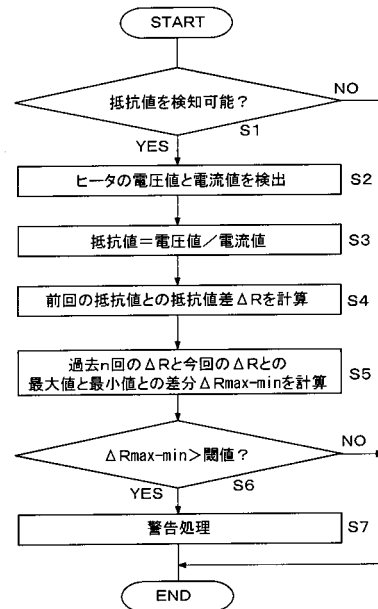 START
抵抗値を検知可能？
NO
S1
YES
ヒータの電圧値と電流値を検出
S2
抵抗値＝電圧値／電流値
S3
前回の抵抗値との抵抗値差ΔRを計算
S4
過去n回のΔRと今回のΔRとの
最大値と最小値との差分ΔRmax-minを計算
S5
ΔRmax-min>閾値？
NO
S6
YES
警告処理
S7
END